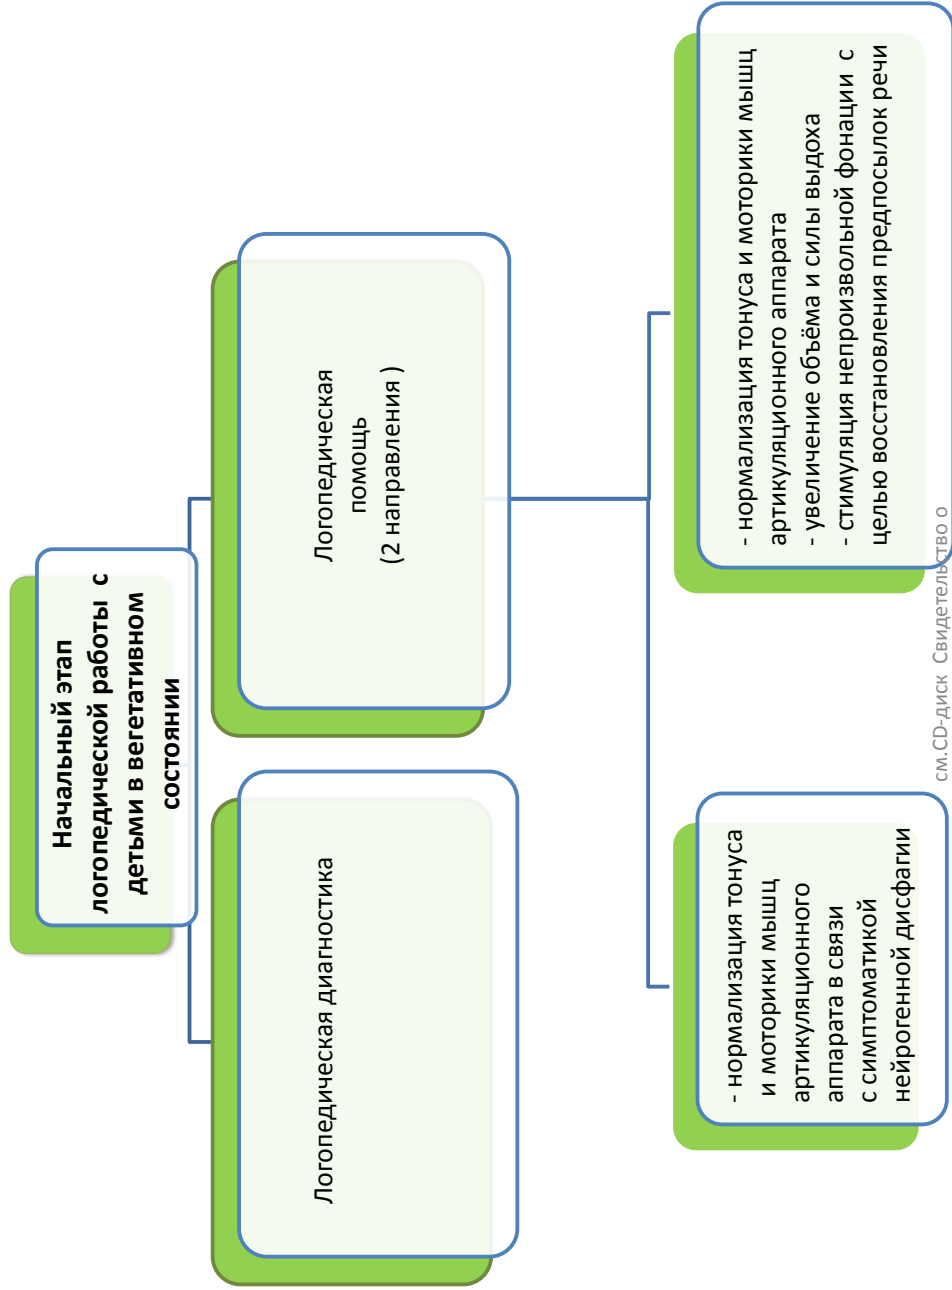 Начальный этап
логопедической работы с
детьми в вегетативном
состоянии
Логопедическая диагностика
Логопедическая
помощь
(2 направления )
- нормализация тонуса
и моторики мышц
артикуляционного
аппарата в связи
с симптоматикой
нейрогенной дисфагии
- нормализация тонуса и моторики мышц
артикуляционного аппарата
- увеличение объёма и силы выдоха
- стимуляция непроизвольной фонации с
целью восстановления предпосылок речи
см.CD-диск Свидетельство о